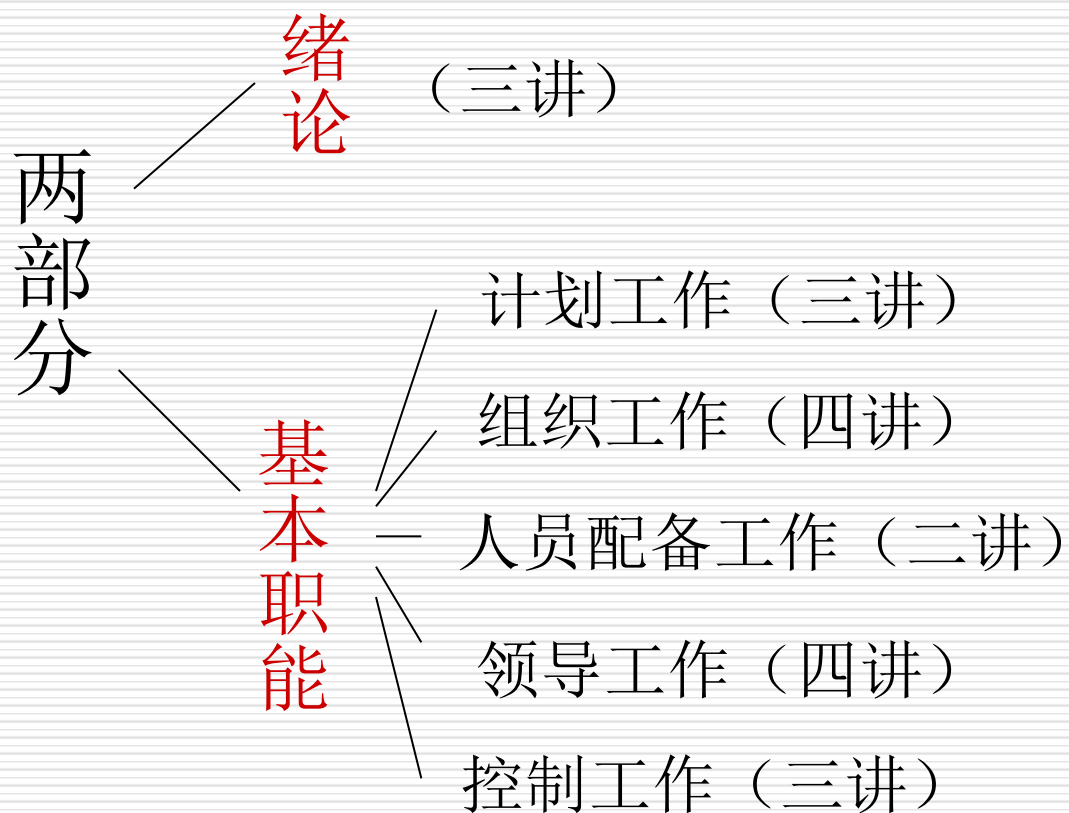 两部分
绪论
（三讲）
基本职能
计划工作（三讲）
组织工作（四讲）
人员配备工作（二讲）
领导工作（四讲）
控制工作（三讲）